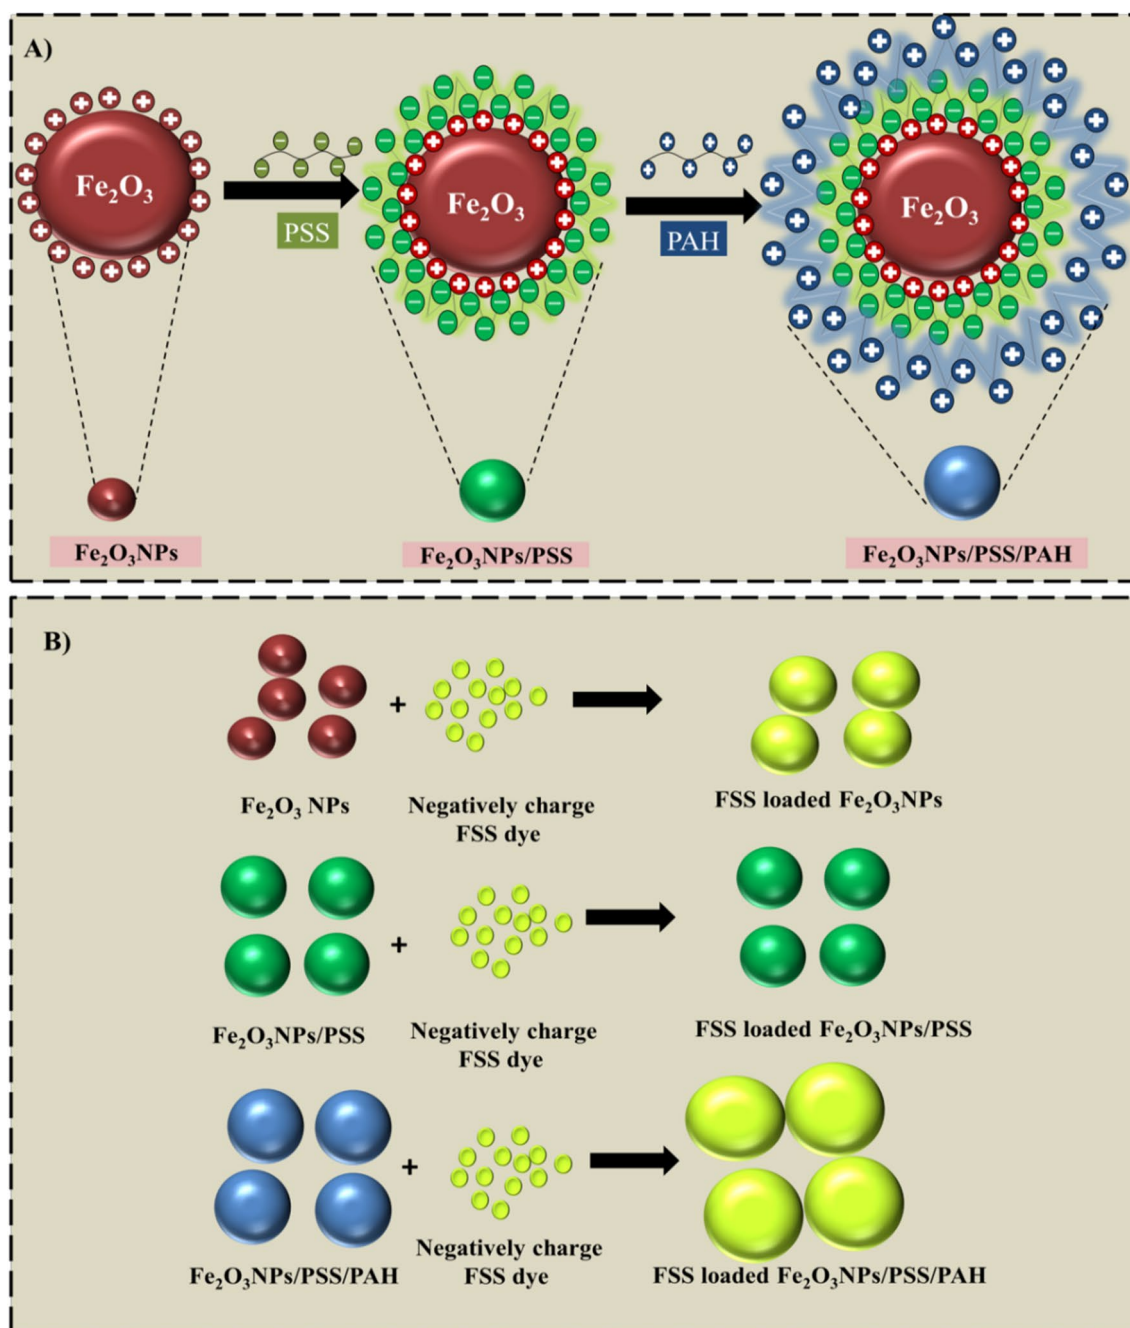 A)
Fe₂O₃
PSS
Fe₂O₃
PAH
Fe₂O₃
Fe₂O₃NPs
Fe₂O₃NPs/PSS
Fe₂O₃NPs/PSS/PAH
B)
+
Fe₂O₃ NPs
Negatively charge
FSS dye
FSS loaded Fe₂O₃NPs
+
Fe₂O₃NPs/PSS
Negatively charge
FSS dye
FSS loaded Fe₂O₃NPs/PSS
+
Fe₂O₃NPs/PSS/PAH
Negatively charge
FSS dye
FSS loaded Fe₂O₃NPs/PSS/PAH